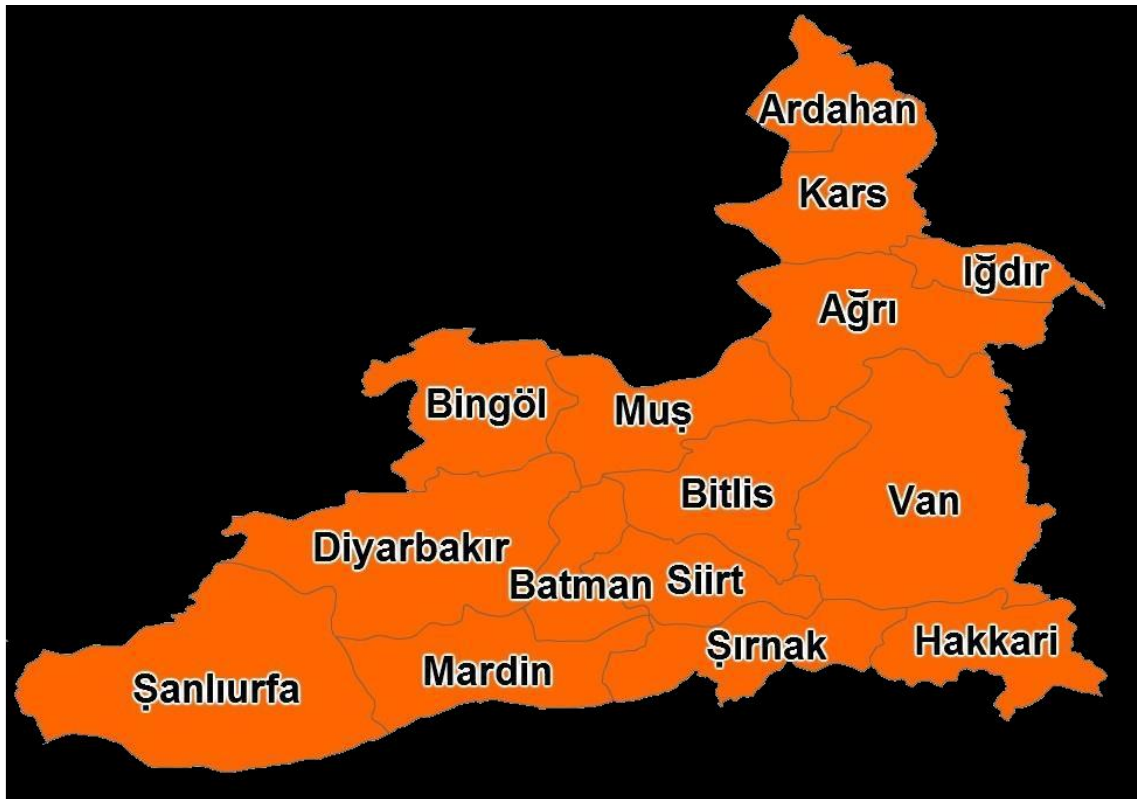 Ardahan
Kars
Iğdır
Ağrı
Bingöl
Muş
Bitlis
Van
Diyarbakır
Batman
Siirt
Şırnak
Hakkari
Mardin
Şanlıurfa